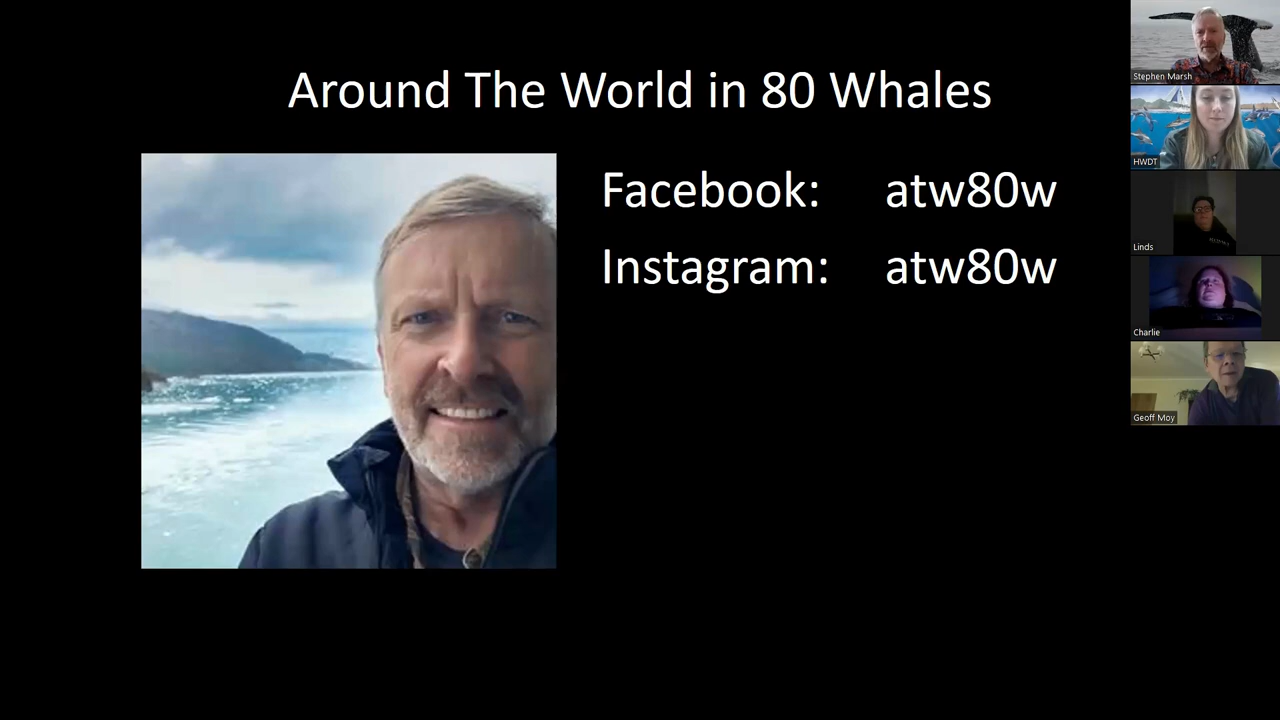 Around The World in 80 Whales
Facebook: atw80w
Instagram: atw80w
Stephen Marsh
HWDT
Linds
Charlie
Geoff Moy